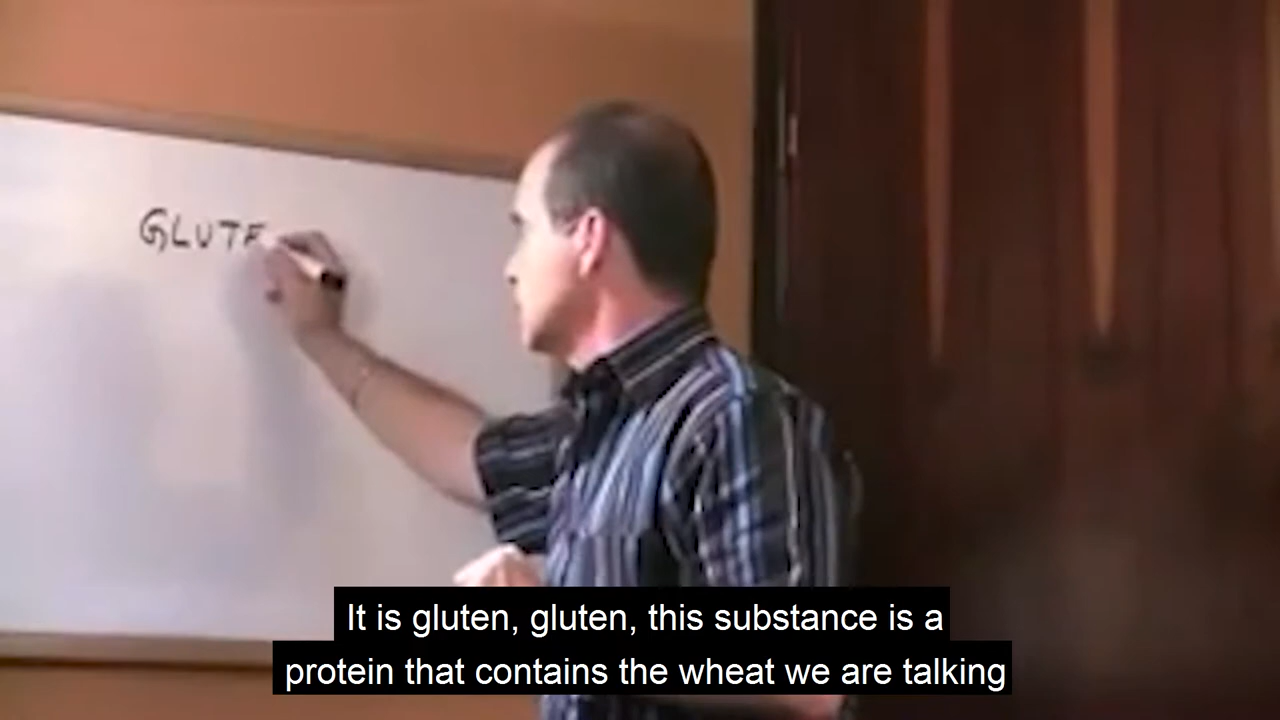 GLUTE
It is gluten, gluten, this substance is a
protein that contains the wheat we are talking